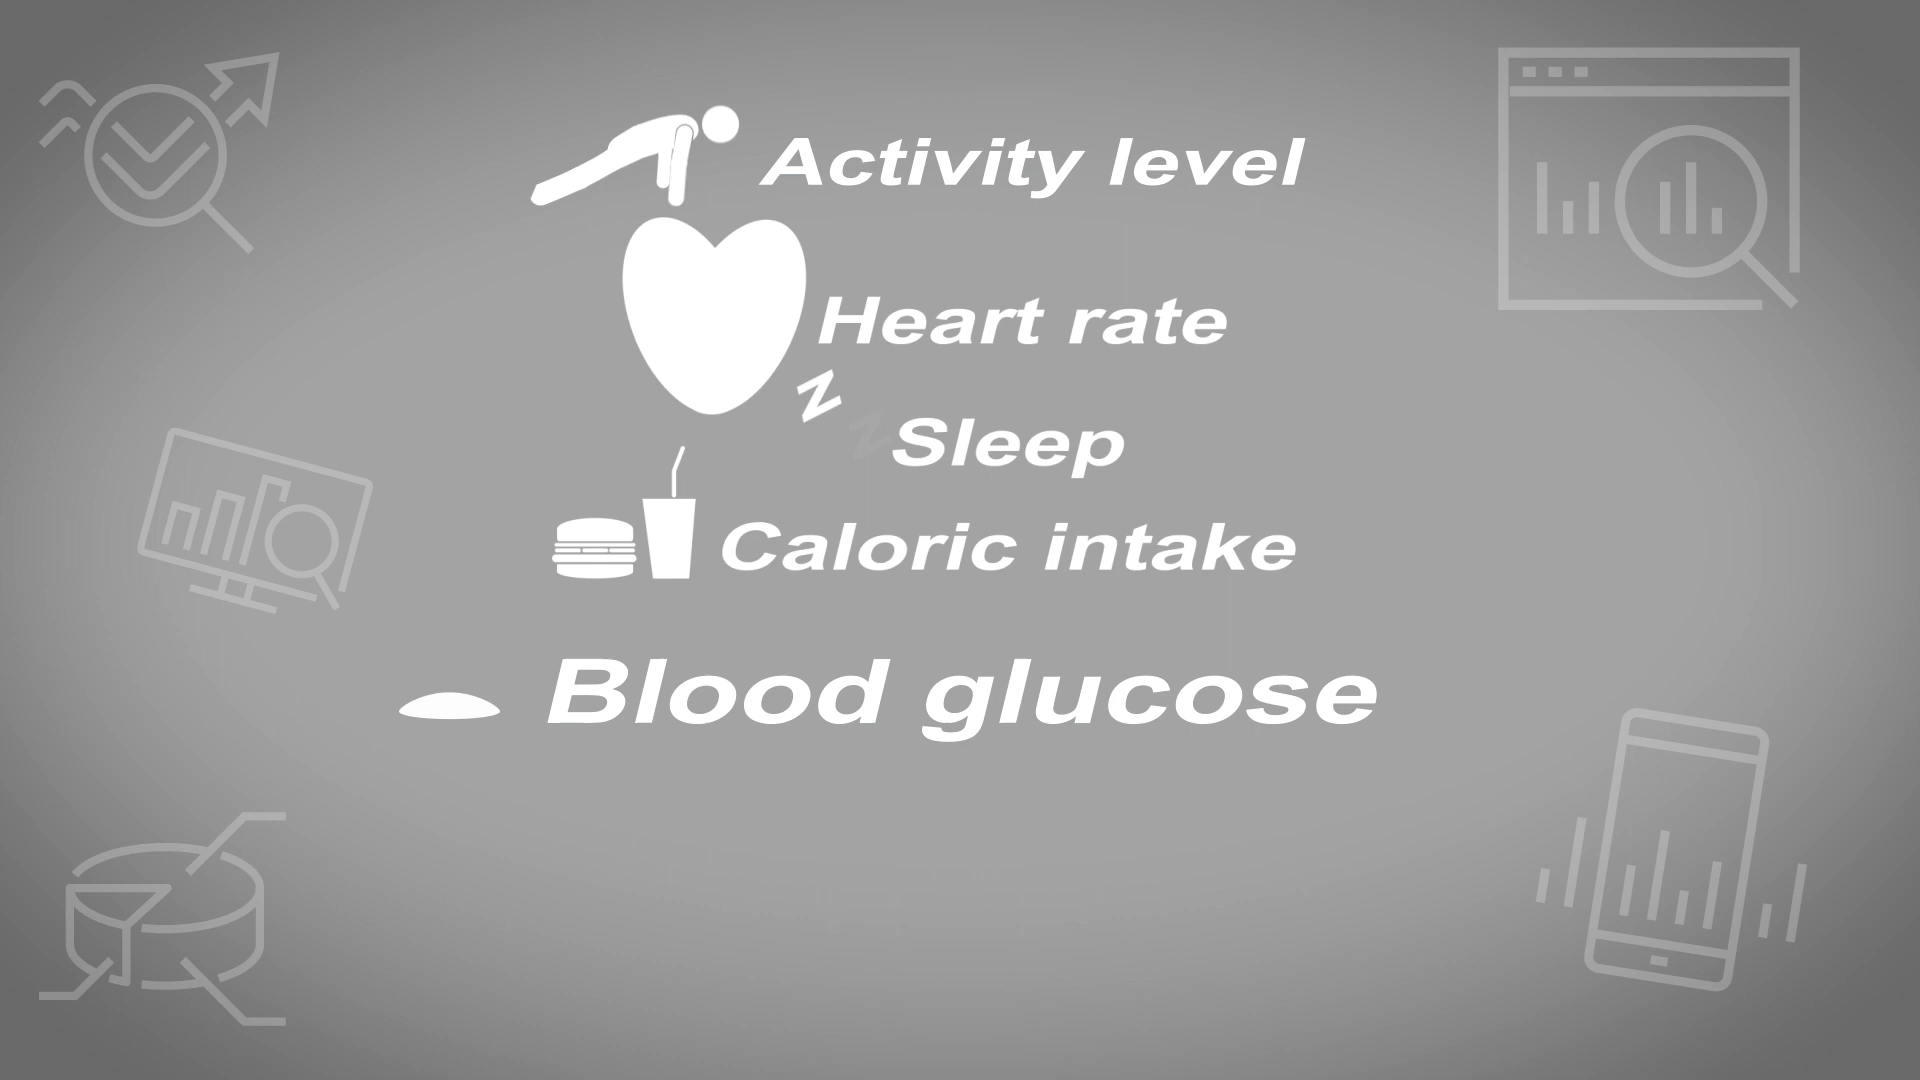 Activity level
Heart rate
z
z
Sleep
Caloric intake
Blood glucose